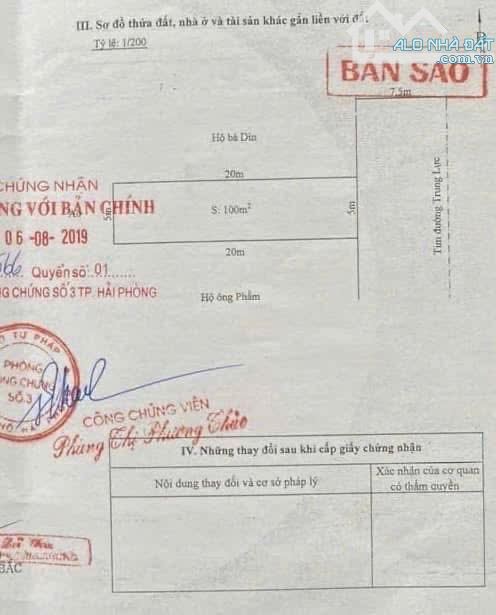 III. Sơ đồ thửa đất, nhà ở và tài sản khác gắn liền với đất
Tỷ lệ: 1/200
ALO NHÀ ĐẤT
B
BẢN SAO
7,5m
Hộ bà Din
20m
CHỨNG NHẬN
NG VỚI BẢN CHÍNH
5m
S: 100m²
5m
Tim đường Trung Lực
06-08-2019
20m
Quyển số: 01
NG CHỨNG SỐ 3 TP. HẢI PHÒNG
Hộ ông Phẩm
TƯ PHÁP
PHÒNG
CÔNG CHỨNG
SỐ 3
CÔNG CHỨNG VIÊN
Phùng Thị Phương Thảo
IV. Những thay đổi sau khi cấp giấy chứng nhận
Nội dung thay đổi và cơ sở pháp lý
Xác nhận của cơ quan
có thẩm quyền
BẮC